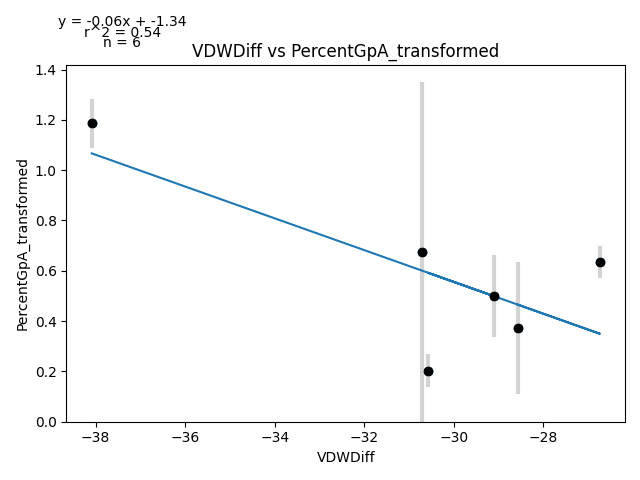 y = -0.06x + -1.34
r^2 = 0.54
n = 6
VDWDiff vs PercentGpA_transformed
1.4
1.2
1.0
0.8
0.6
0.4
0.2
0.0
PercentGpA_transformed
−38 −36 −34 −32 −30 −28
VDWDiff